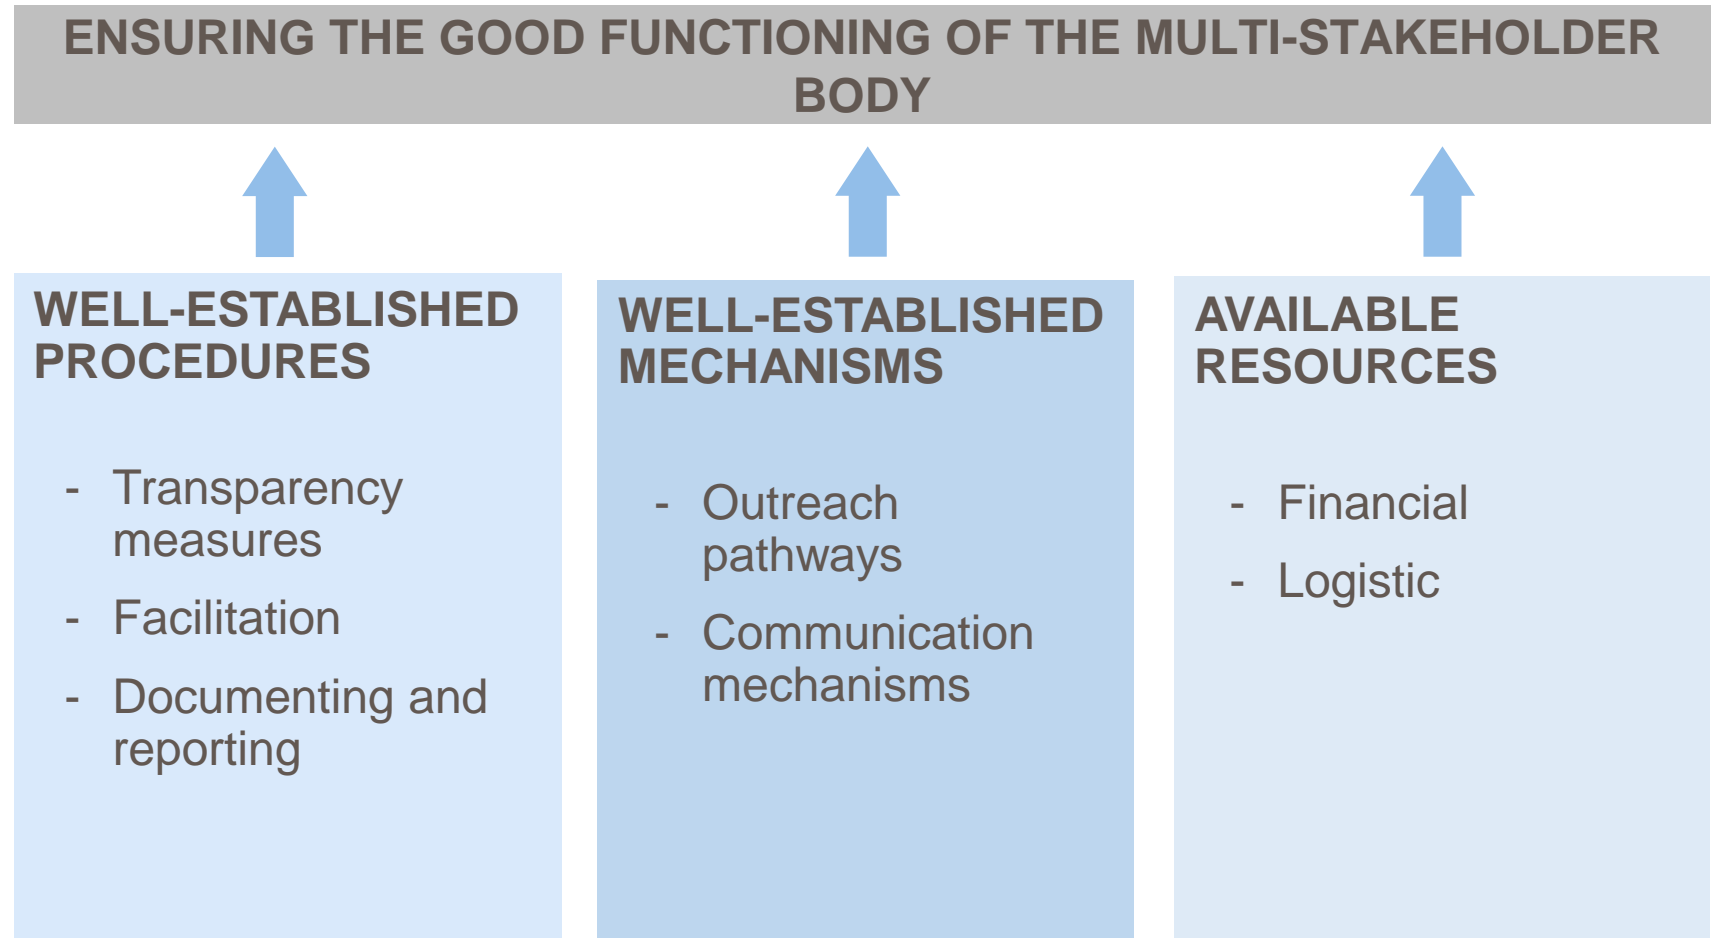 ENSURING THE GOOD FUNCTIONING OF THE MULTI-STAKEHOLDER
BODY
WELL-ESTABLISHED
PROCEDURES
- Transparency
measures
- Facilitation
- Documenting and
reporting
WELL-ESTABLISHED
MECHANISMS
- Outreach
pathways
- Communication
mechanisms
AVAILABLE
RESOURCES
- Financial
- Logistic